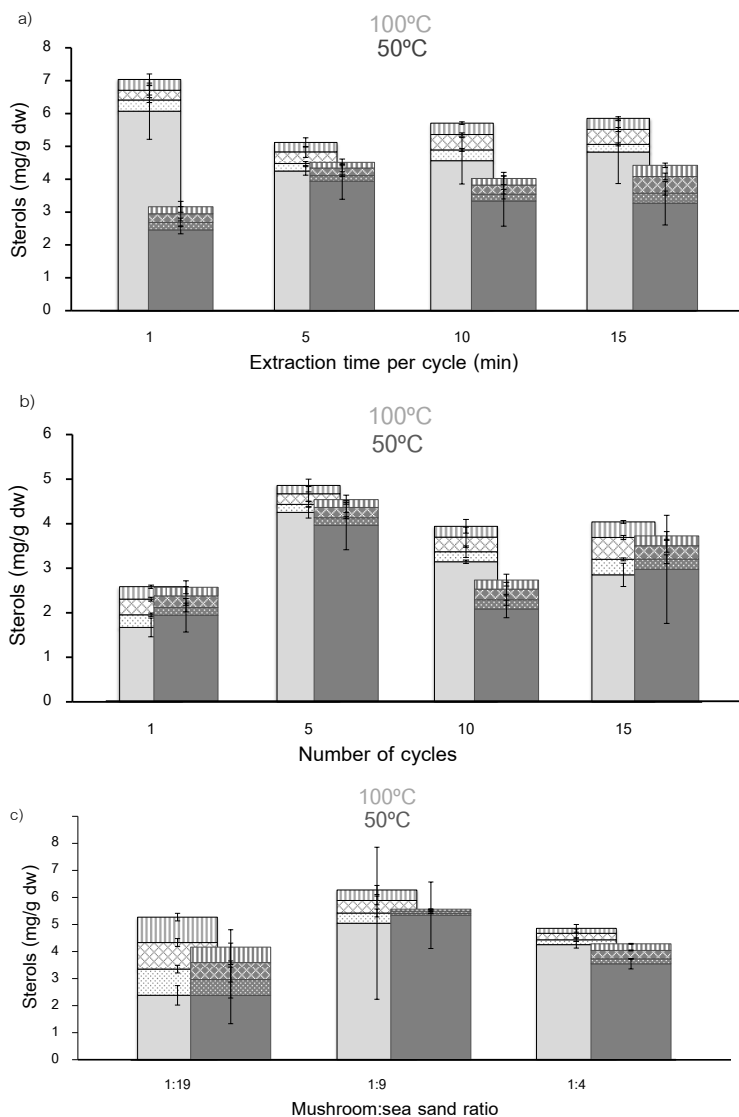 a)
100ºC
50ºC
8
7
6
5
4
3
2
1
0
Sterols (mg/g dw)
1 5 10 15
Extraction time per cycle (min)
b)
100ºC
50ºC
6
5
4
3
2
1
0
Sterols (mg/g dw)
1 5 10 15
Number of cycles
c)
100ºC
50ºC
8
7
6
5
4
3
2
1
0
Sterols (mg/g dw)
1:19 1:9 1:4
Mushroom:sea sand ratio